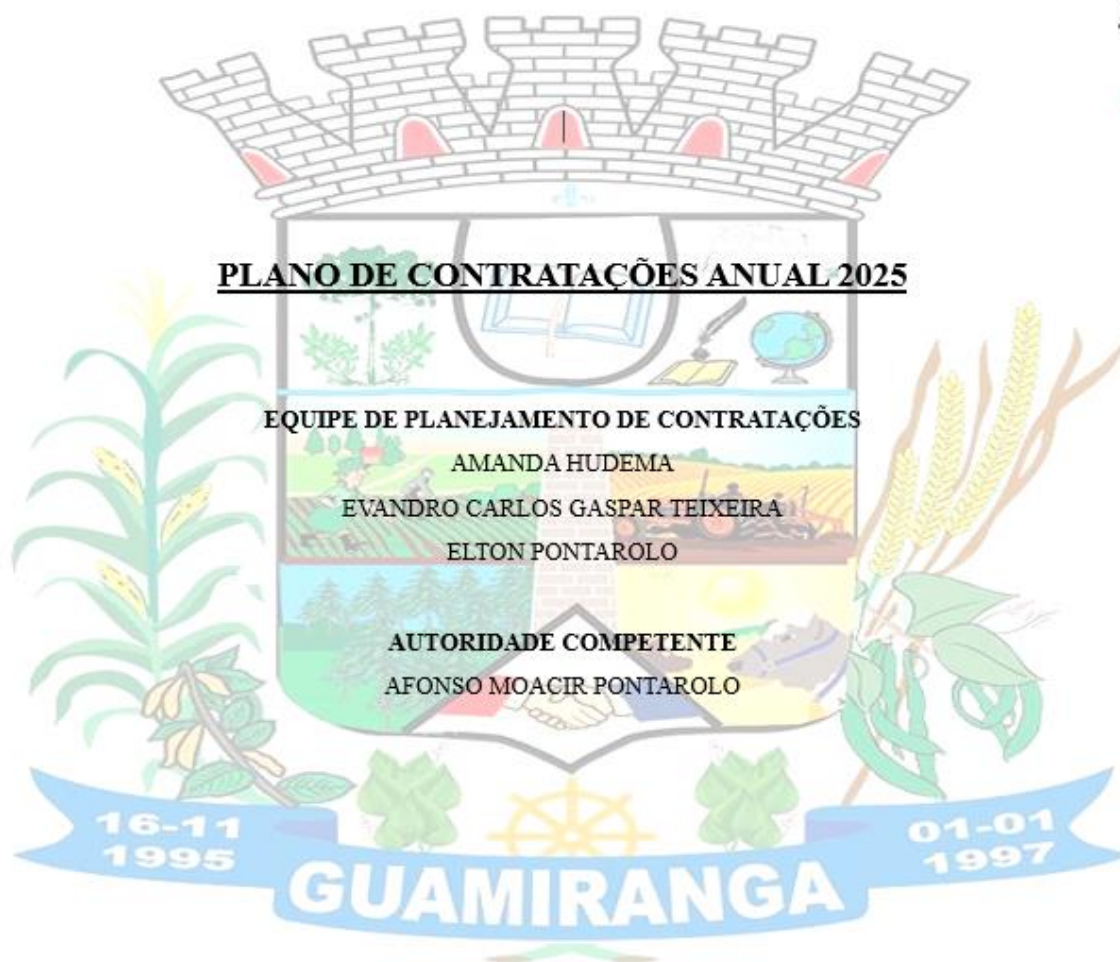 PLANO DE CONTRATAÇÕES ANUAL 2025
EQUIPE DE PLANEJAMENTO DE CONTRATAÇÕES
AMANDA HUDEMA
EVANDRO CARLOS GASPAR TEIXEIRA
ELTON PONTAROLO
AUTORIDADE COMPETENTE
AFONSO MOACIR PONTAROLO
16-11
1995
01-01
1997
GUAMIRANGA